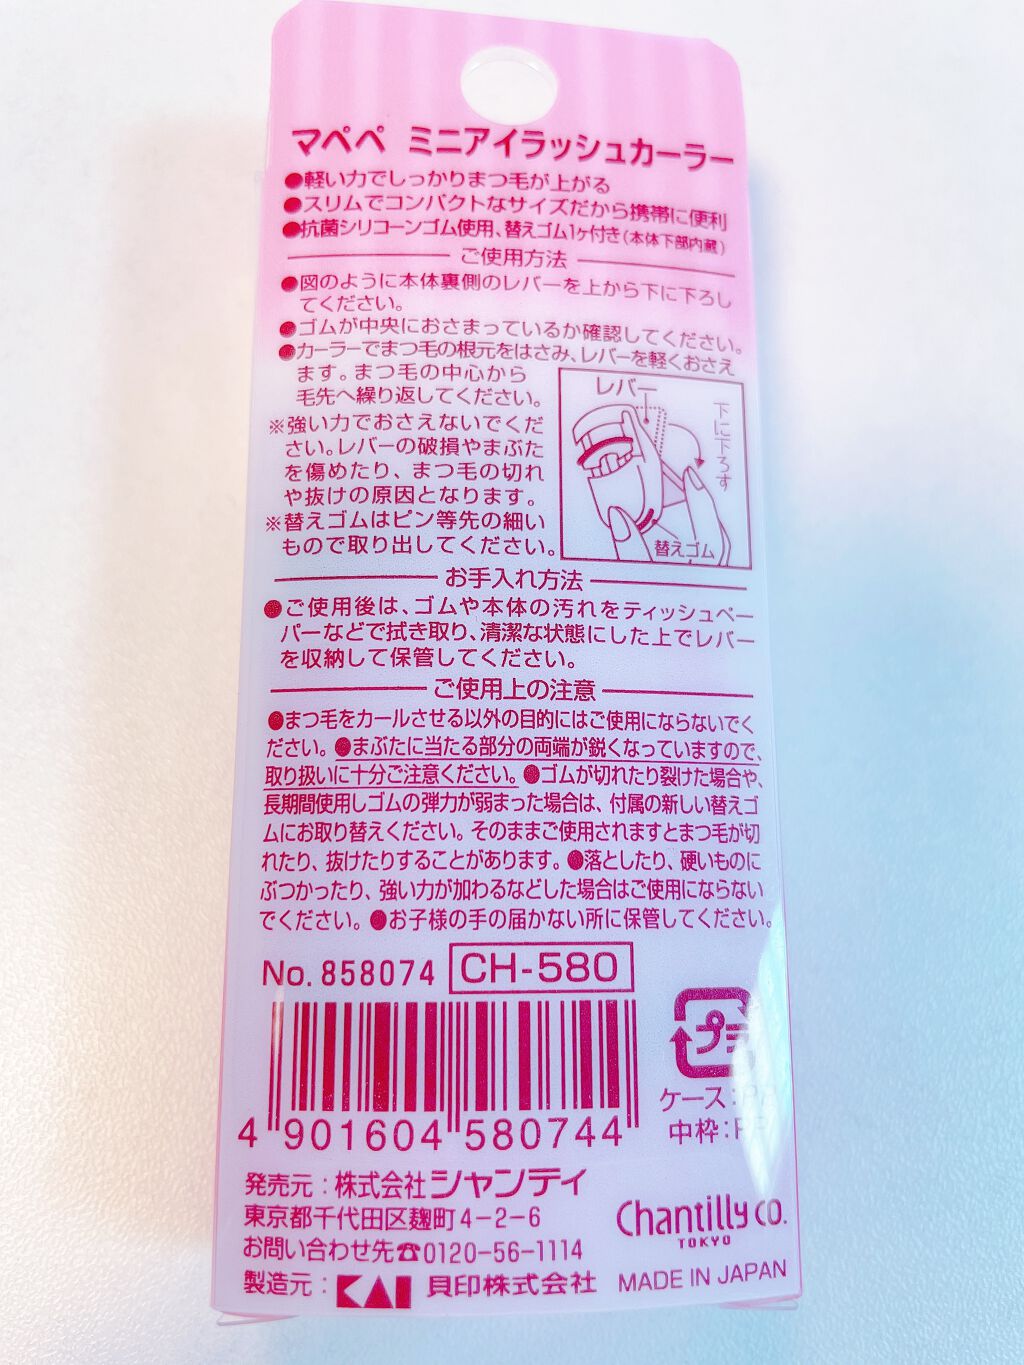 マペペ ミニアイラッシュカーラー
●軽い力でしっかりまつ毛が上がる
●スリムでコンパクトなサイズだから携帯に便利
●抗菌シリコーンゴム使用、替えゴム1ヶ付き(本体下部内蔵)
ご使用方法
●図のように本体裏側のレバーを上から下に下ろし
てください。
●ゴムが中央におさまっているか確認してください。
●カーラーでまつ毛の根元をはさみ、レバーを軽くおさえ
ます。まつ毛の中心から
毛先へ繰り返してください。
※強い力でおさえないでくだ
さい。レバーの破損やまぶた
を傷めたり、まつ毛の切れ
や抜けの原因となります。
※替えゴムはピン等先の細い
もので取り出してください。
レバー
下に下ろす
替えゴム
お手入れ方法
●ご使用後は、ゴムや本体の汚れをティッシュペー
パーなどで拭き取り、清潔な状態にした上でレバー
を収納して保管してください。
ご使用上の注意
●まつ毛をカールさせる以外の目的にはご使用にならないでく
ださい。●まぶたに当たる部分の両端が鋭くなっていますので、
取り扱いに十分ご注意ください。●ゴムが切れたり裂けた場合や、
長期間使用しゴムの弾力が弱まった場合は、付属の新しい替えゴ
ムにお取り替えください。そのままご使用されますとまつ毛が切
れたり、抜けたりすることがあります。●落としたり、硬いものに
ぶつかったり、強い力が加わるなどした場合はご使用にならない
でください。●お子様の手の届かない所に保管してください。
No. 858074 CH-580
4 901604 580744
プラ
ケース:
中枠:
発売元:株式会社シャンティ
東京都千代田区麹町4-2-6
お問い合わせ先☎0120-56-1114
製造元:KAI 貝印株式会社
Chantilly CO.
TOKYO
MADE IN JAPAN